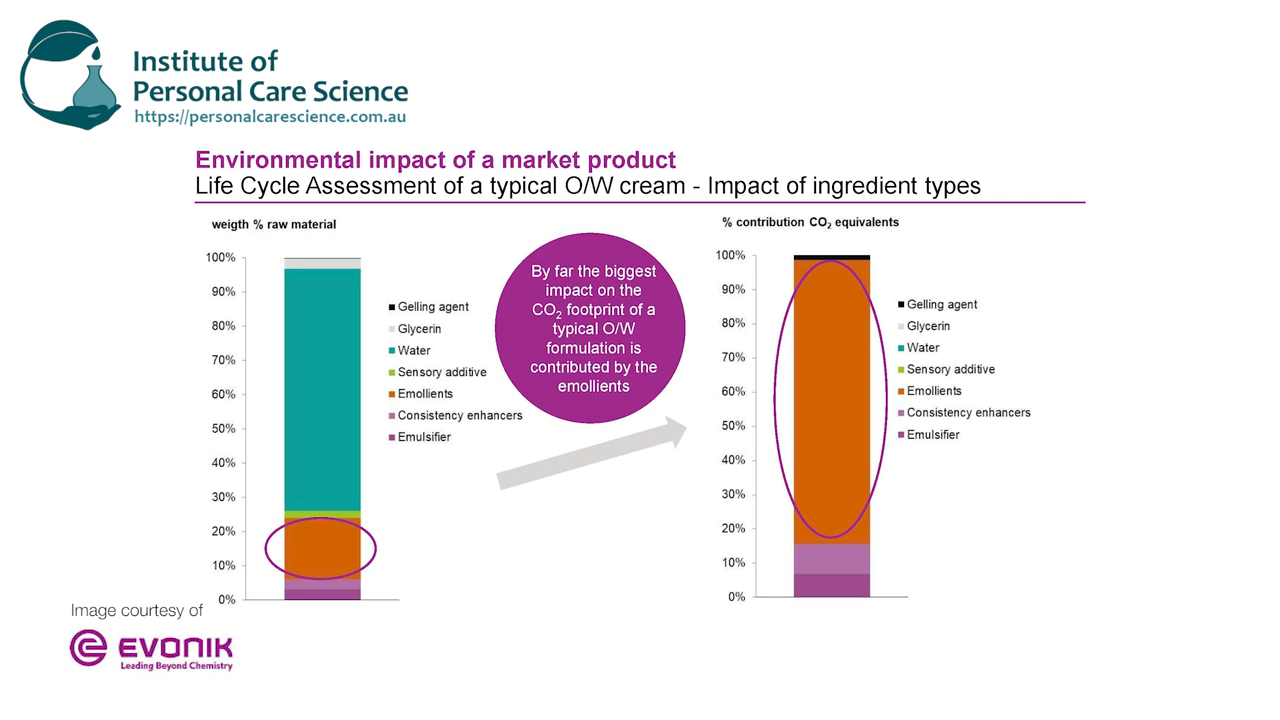 Institute of
Personal Care Science
https://personalcarescience.com.au
Environmental impact of a market product
Life Cycle Assessment of a typical O/W cream - Impact of ingredient types
weigth % raw material
100%
90%
80%
70%
60%
50%
40%
30%
20%
10%
0%
Gelling agent
Glycerin
Water
Sensory additive
Emollients
Consistency enhancers
Emulsifier
By far the biggest
impact on the
CO₂ footprint of a
typical O/W
formulation is
contributed by the
emollients
% contribution CO₂ equivalents
100%
90%
80%
70%
60%
50%
40%
30%
20%
10%
0%
Gelling agent
Glycerin
Water
Sensory additive
Emollients
Consistency enhancers
Emulsifier
Image courtesy of
EVONIK
Leading Beyond Chemistry